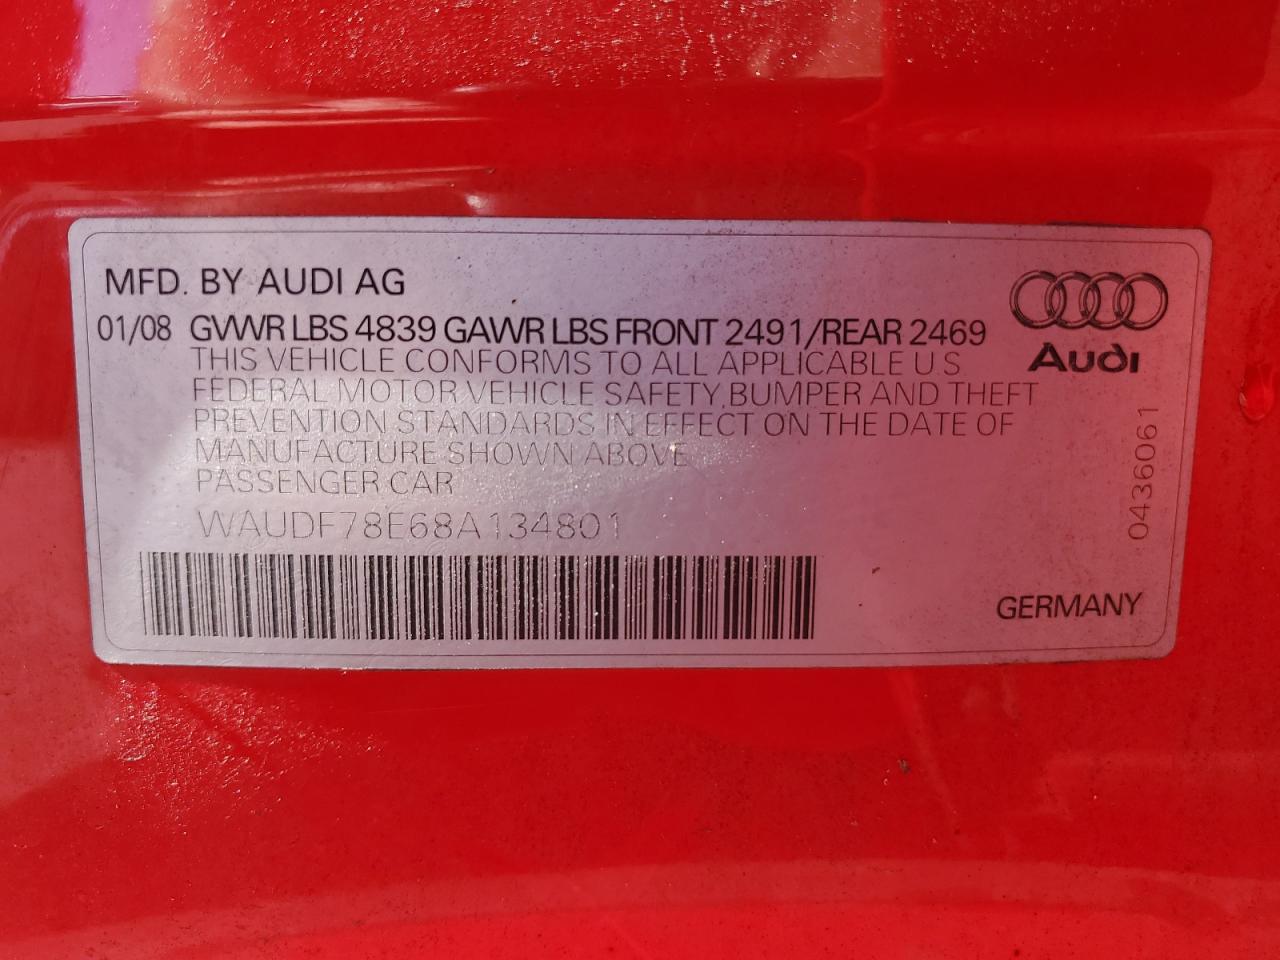 MFD. BY AUDI AG
01/08 GVWR LBS 4839 GAWR LBS FRONT 2491/REAR 2469
THIS VEHICLE CONFORMS TO ALL APPLICABLE U S
FEDERAL MOTOR VEHICLE SAFETY, BUMPER AND THEFT
PREVENTION STANDARDS IN EFFECT ON THE DATE OF
MANUFACTURE SHOWN ABOVE
PASSENGER CAR
WAUDF78E68A134801
Audi
0436061
GERMANY